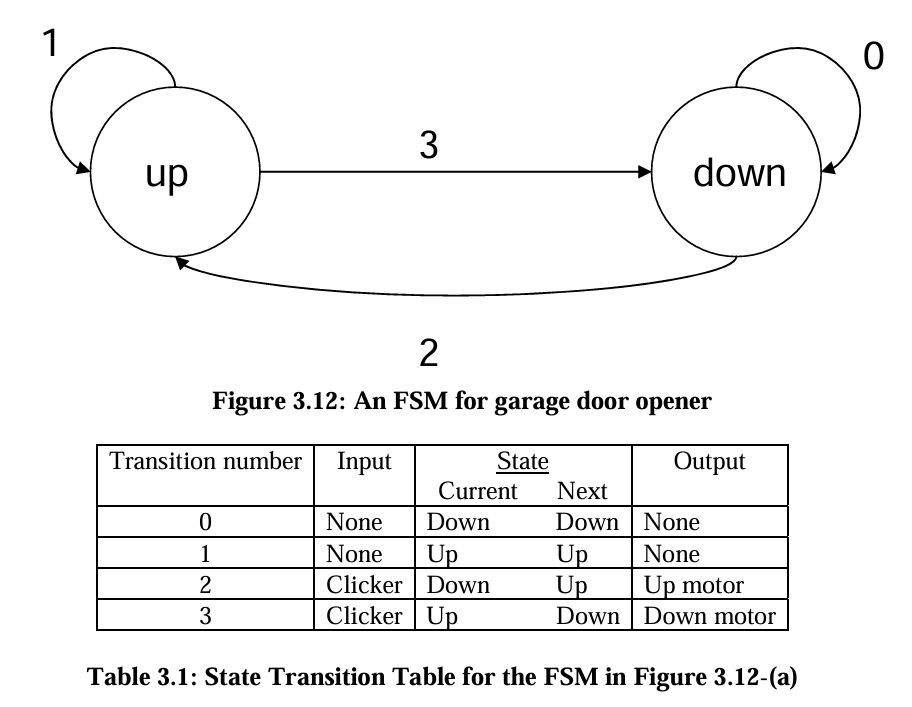 1
0
3
up
down
2
Figure 3.12: An FSM for garage door opener
Transition number Input State Output
Current Next
0 None Down Down None
1 None Up Up None
2 Clicker Down Up Up motor
3 Clicker Up Down Down motor
Table 3.1: State Transition Table for the FSM in Figure 3.12-(a)